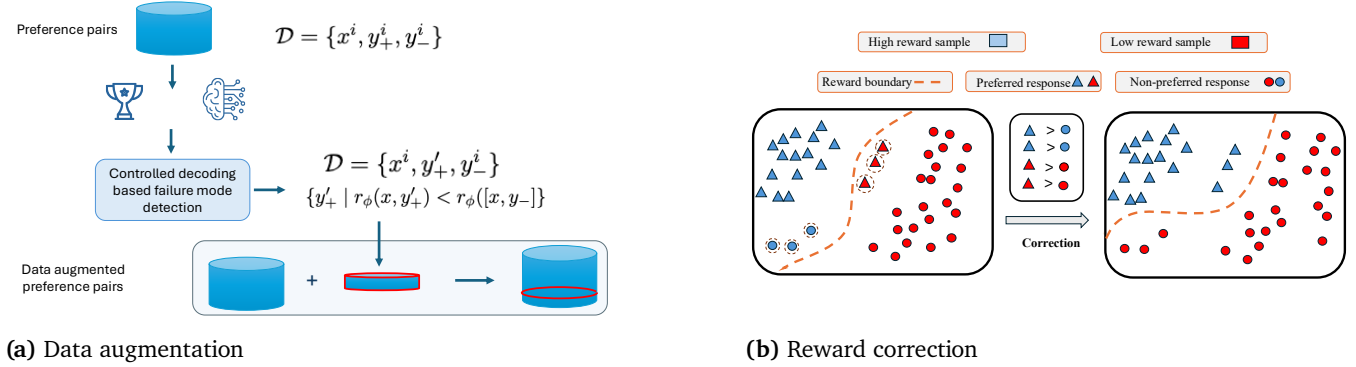 Preference pairs
𝒟 = {x^i, y_+^i, y_-^i}
Controlled decoding
based failure mode
detection
𝒟 = {x^i, y'_+, y_-^i}
{y'_+ | r_ϕ(x, y'_+) < r_ϕ([x, y_-]}
Data augmented
preference pairs
+
(a) Data augmentation
High reward sample
Low reward sample
Reward boundary
Preferred response
Non-preferred response
>
>
>
>
Correction
(b) Reward correction